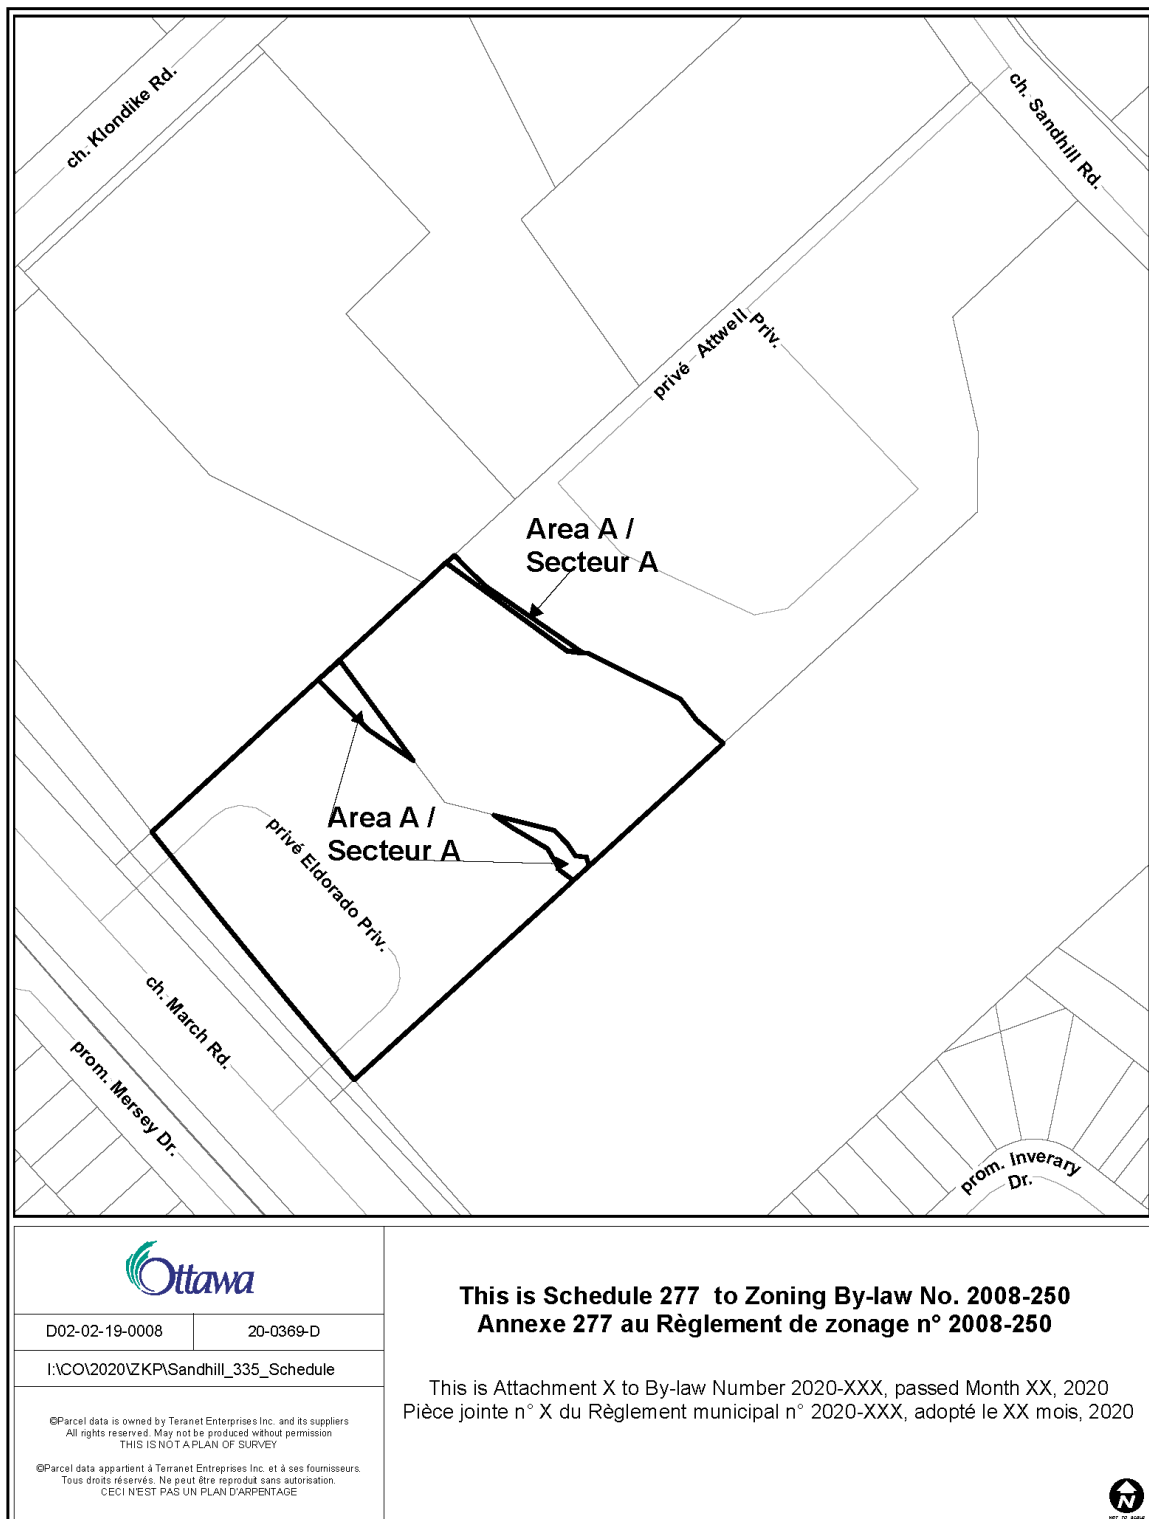 ch. Klondike Rd.
ch. Sandhill Rd.
privé Attwell Priv.
Area A /
Secteur A
Area A /
Secteur A
privé Eldorado Priv.
ch. March Rd.
prom. Mersey Dr.
prom. Inverary
Dr.
Ottawa
D02-02-19-0008
20-0369-D
I:\CO\2020\ZKP\Sandhill_335_Schedule
©Parcel data is owned by Teranet Enterprises Inc. and its suppliers
All rights reserved. May not be produced without permission
THIS IS NOT A PLAN OF SURVEY
©Parcel data appartient à Teranet Entreprises Inc. et à ses fournisseurs.
Tous droits réservés. Ne peut être reproduit sans autorisation.
CECI N'EST PAS UN PLAN D'ARPENTAGE
This is Schedule 277 to Zoning By-law No. 2008-250
Annexe 277 au Règlement de zonage n° 2008-250
This is Attachment X to By-law Number 2020-XXX, passed Month XX, 2020
Pièce jointe n° X du Règlement municipal n° 2020-XXX, adopté le XX mois, 2020
N
NOT TO SCALE